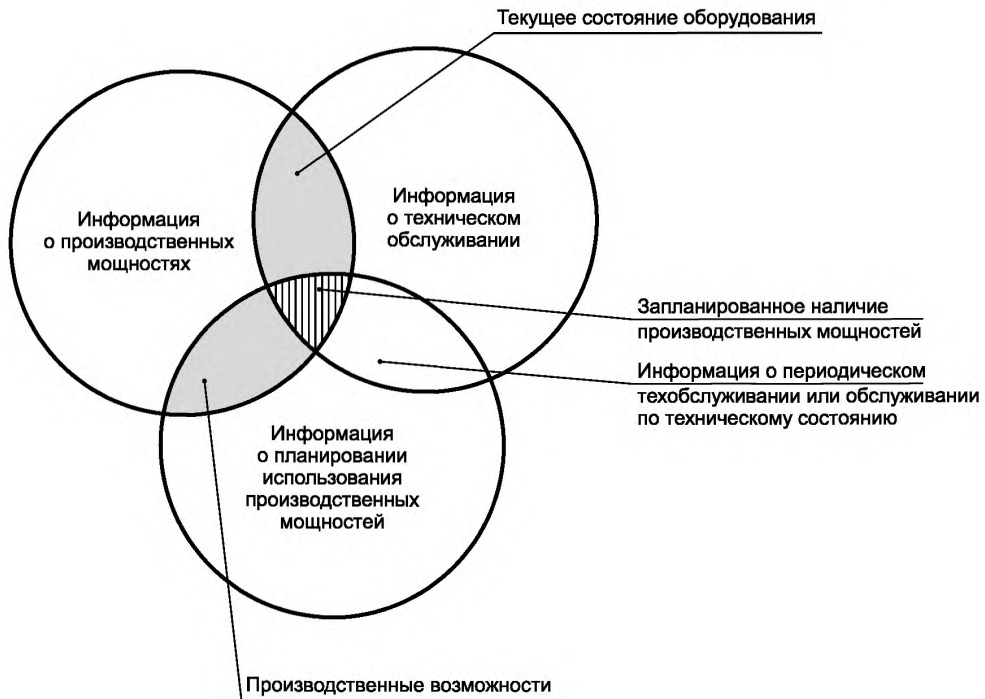 Текущее состояние оборудования
Информация
о производственных
мощностях
Информация
о техническом
обслуживании
Запланированное наличие
производственных мощностей
Информация о периодическом
техобслуживании или обслуживании
по техническому состоянию
Информация
о планировании
использования
производственных
мощностей
Производственные возможности